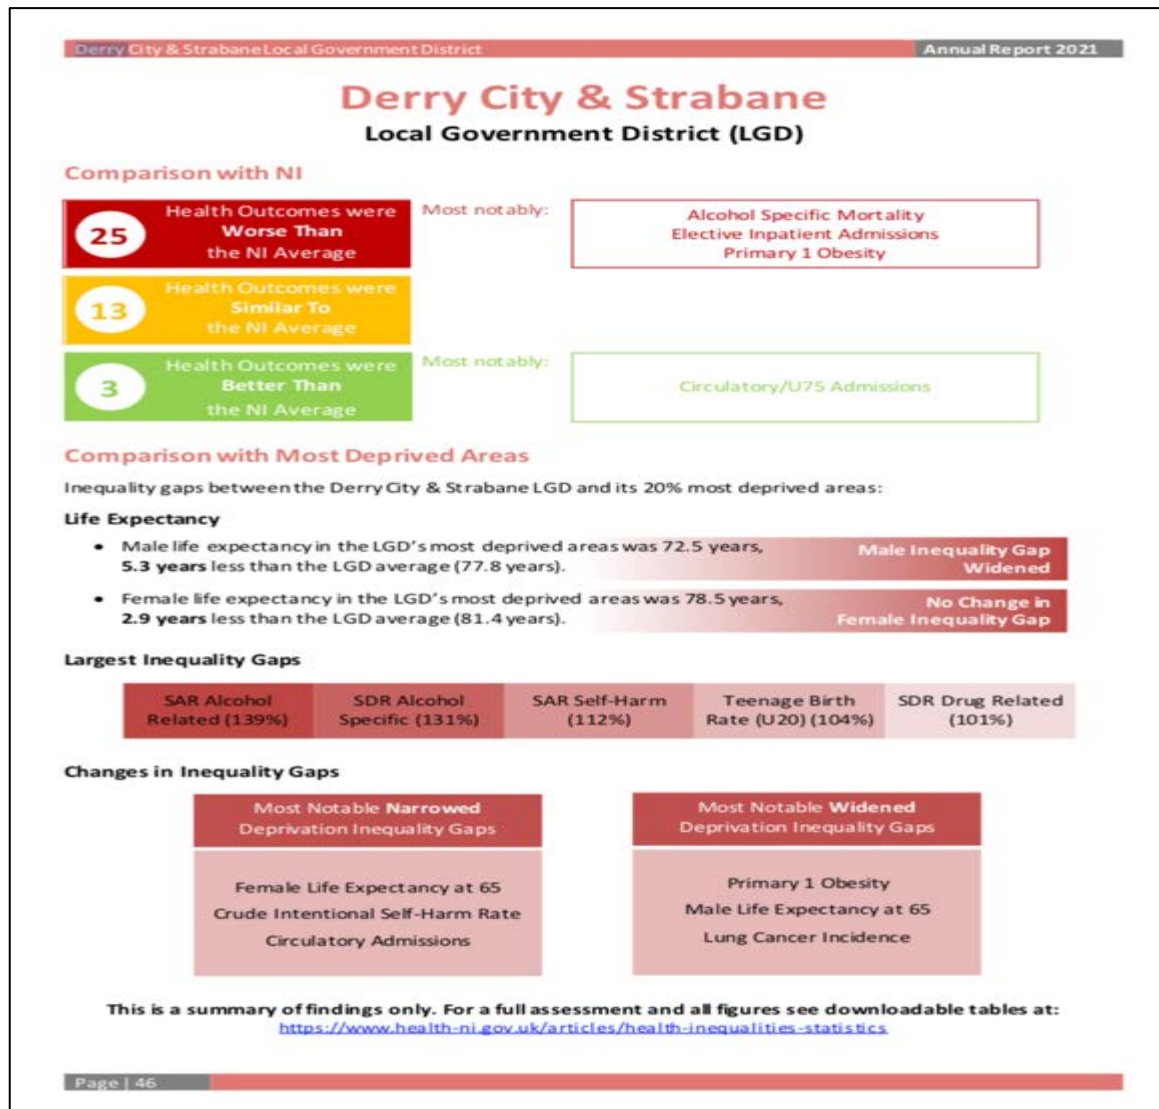 Derry City & Strabane Local Government District
Annual Report 2021
Derry City & Strabane
Local Government District (LGD)
Comparison with NI
25
Health Outcomes were
Worse Than
the NI Average
Most notably:
Alcohol Specific Mortality
Elective Inpatient Admissions
Primary 1 Obesity
13
Health Outcomes were
Similar To
the NI Average
3
Health Outcomes were
Better Than
the NI Average
Most notably:
Circulatory/U75 Admissions
Comparison with Most Deprived Areas
Inequality gaps between the Derry City & Strabane LGD and its 20% most deprived areas:
Life Expectancy
• Male life expectancy in the LGD's most deprived areas was 72.5 years,
5.3 years less than the LGD average (77.8 years).
Male Inequality Gap
Widened
• Female life expectancy in the LGD's most deprived areas was 78.5 years,
2.9 years less than the LGD average (81.4 years).
No Change in
Female Inequality Gap
Largest Inequality Gaps
SAR Alcohol
Related (139%)
SDR Alcohol
Specific (131%)
SAR Self-Harm
(112%)
Teenage Birth
Rate (U20) (104%)
SDR Drug Related
(101%)
Changes in Inequality Gaps
Most Notable Narrowed
Deprivation Inequality Gaps
Female Life Expectancy at 65
Crude Intentional Self-Harm Rate
Circulatory Admissions
Most Notable Widened
Deprivation Inequality Gaps
Primary 1 Obesity
Male Life Expectancy at 65
Lung Cancer Incidence
This is a summary of findings only. For a full assessment and all figures see downloadable tables at:
https://www.health-ni.gov.uk/articles/health-inequalities-statistics
Page | 46